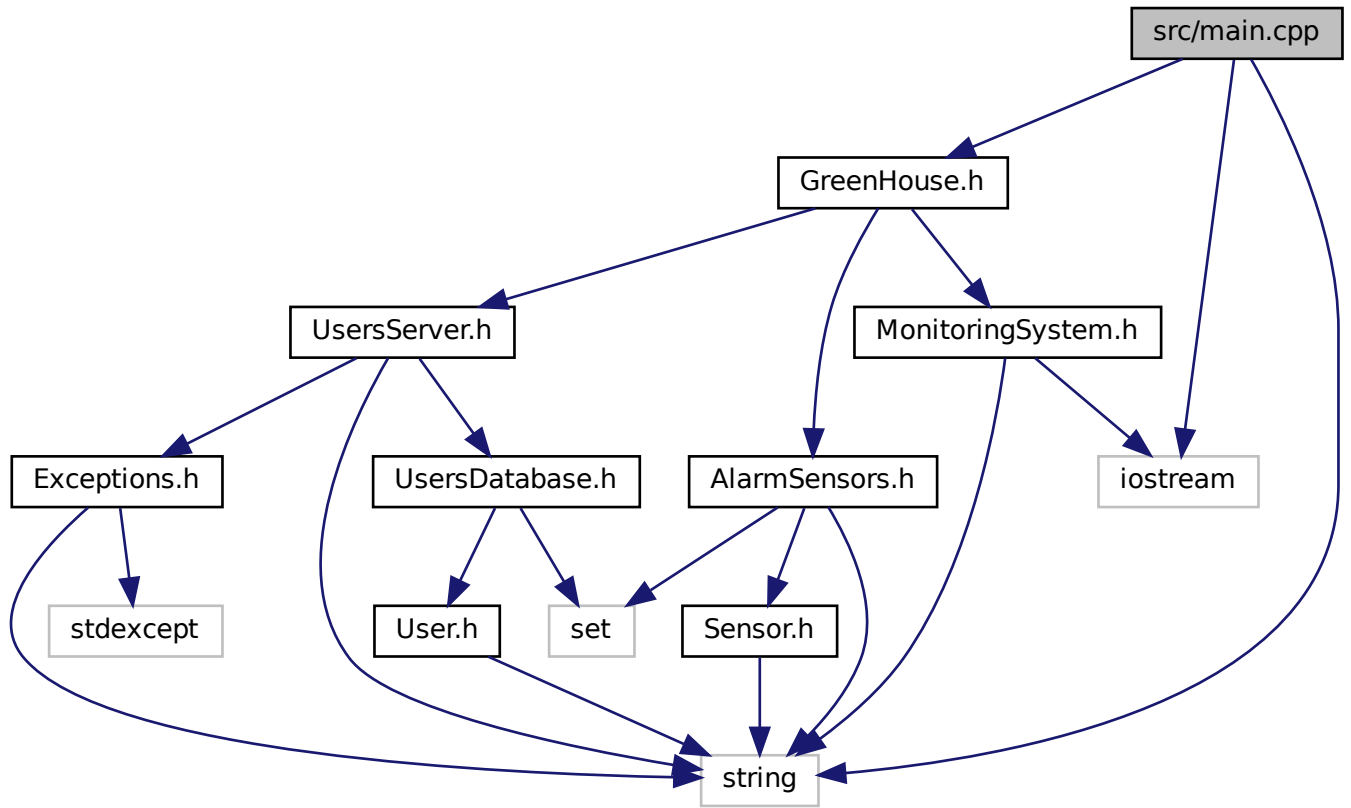 src/main.cpp
GreenHouse.h
UsersServer.h
MonitoringSystem.h
Exceptions.h
UsersDatabase.h
AlarmSensors.h
iostream
stdexcept
User.h
set
Sensor.h
string